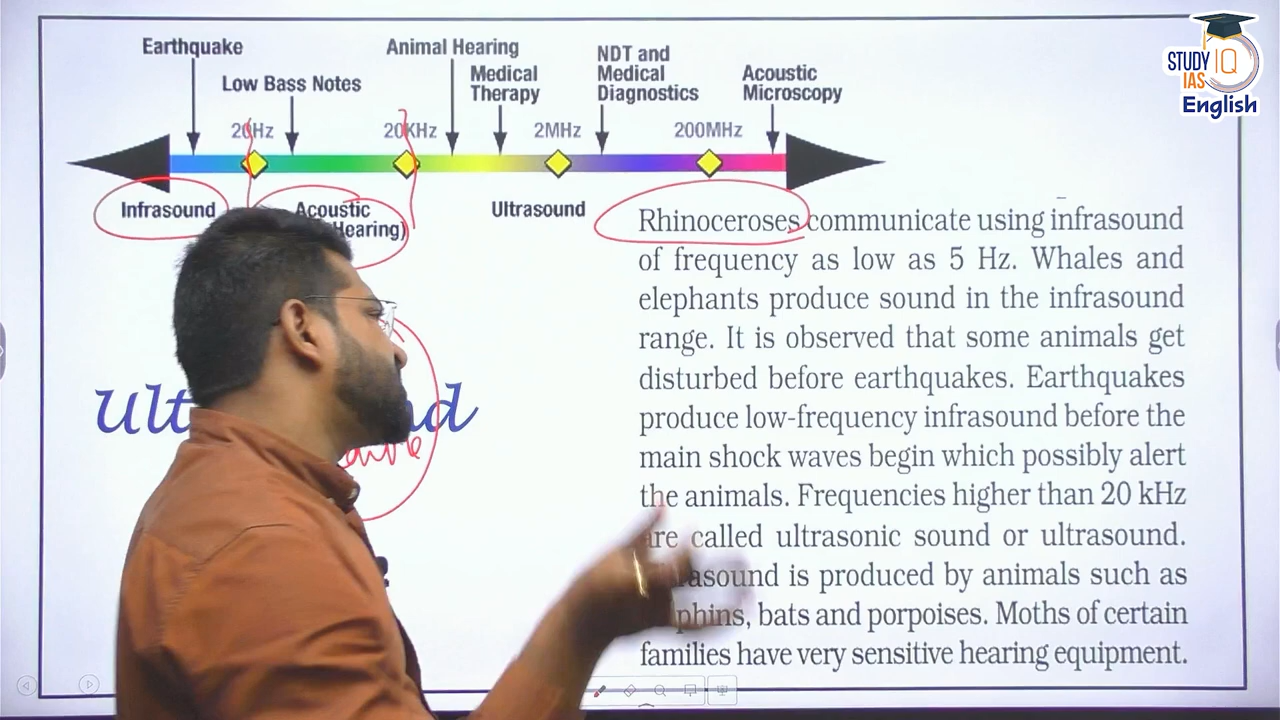 Earthquake
Low Bass Notes
Animal Hearing
Medical
Therapy
NDT and
Medical
Diagnostics
Acoustic
Microscopy
20Hz
20KHz
2MHz
200MHz
Infrasound
Acoustic
Hearing)
Ultrasound
STUDY IQ
IAS
English
Rhinoceroses communicate using infrasound
of frequency as low as 5 Hz. Whales and
elephants produce sound in the infrasound
range. It is observed that some animals get
disturbed before earthquakes. Earthquakes
produce low-frequency infrasound before the
main shock waves begin which possibly alert
the animals. Frequencies higher than 20 kHz
are called ultrasonic sound or ultrasound.
is produced by animals such as
bats and porpoises. Moths of certain
families have very sensitive hearing equipment.